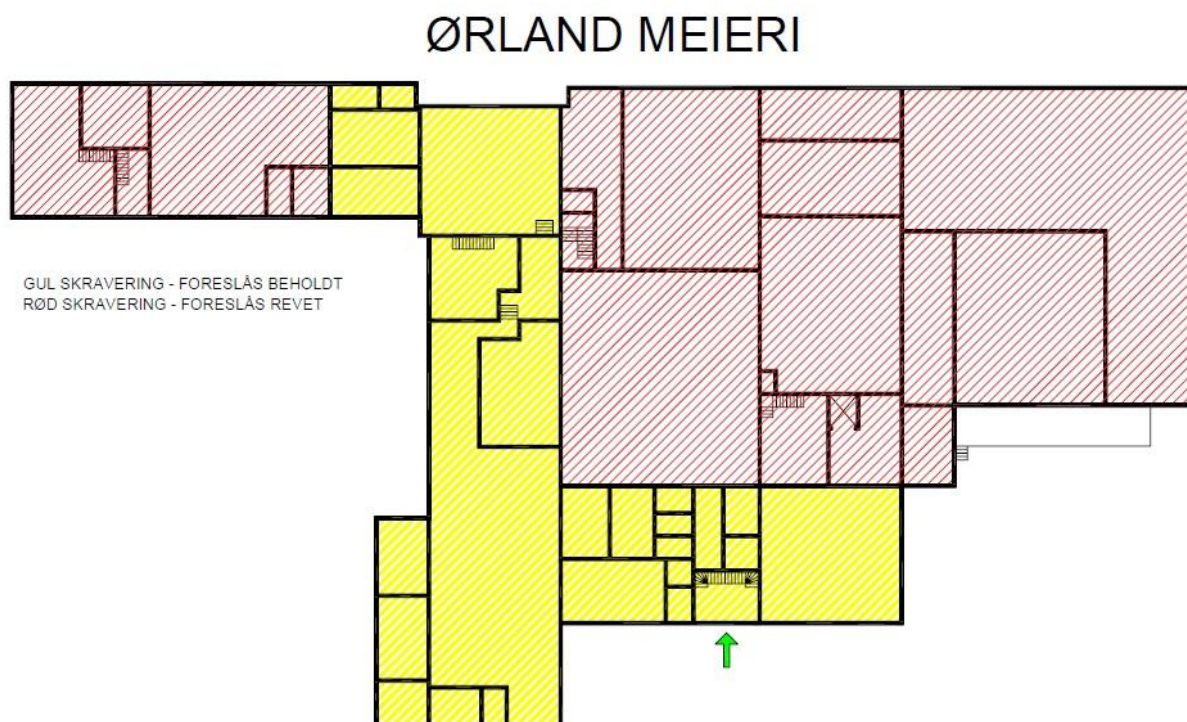 ØRLAND MEIERI
GUL SKRAVERING - FORESLÅS BEHOLDT
RØD SKRAVERING - FORESLÅS REVET